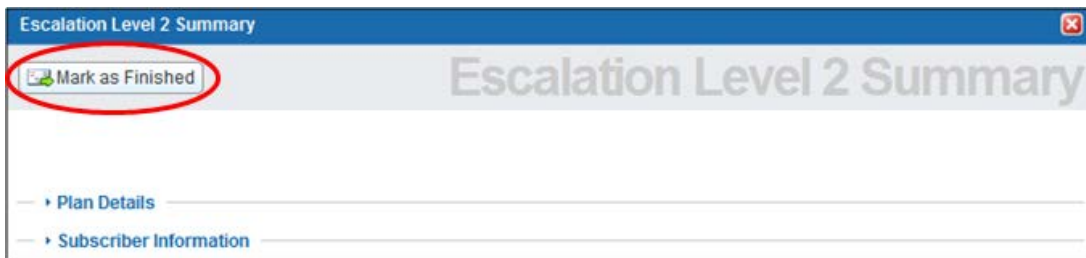 Escalation Level 2 Summary
Mark as Finished
Escalation Level 2 Summary
Plan Details
Subscriber Information